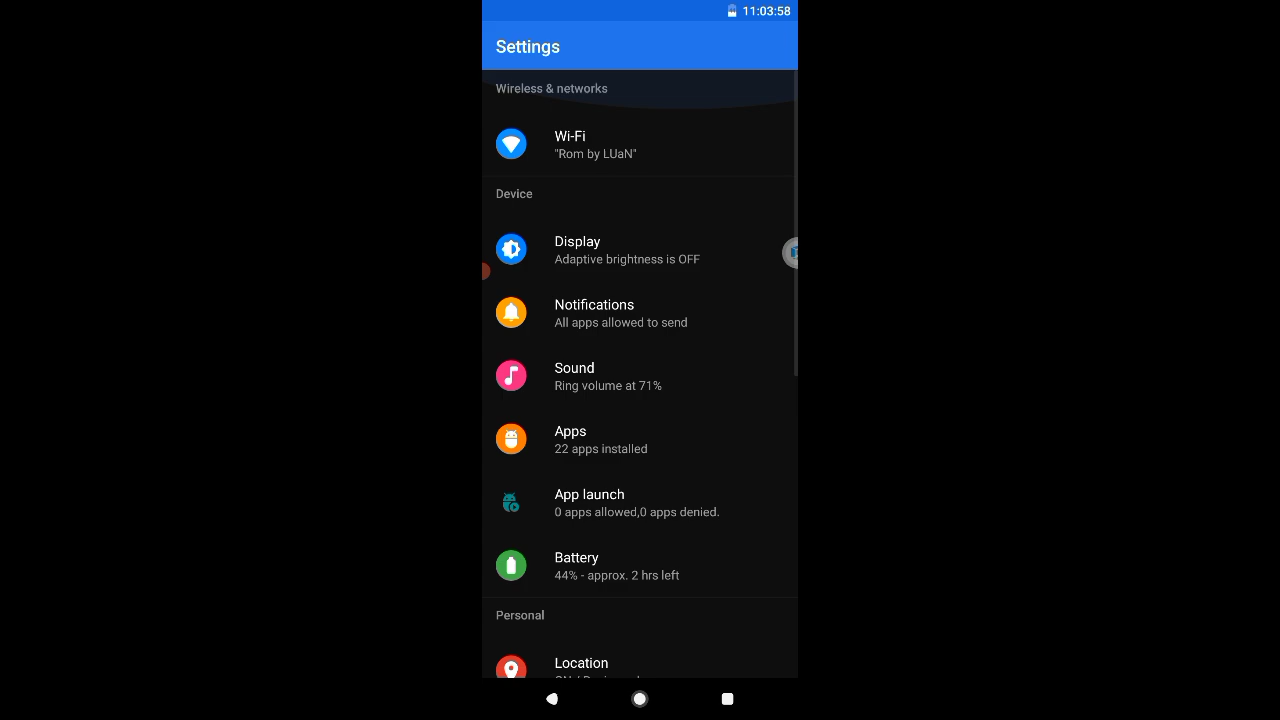 11:03:58
Settings
Wireless & networks
Wi-Fi
"Rom by LUaN"
Device
Display
Adaptive brightness is OFF
Notifications
All apps allowed to send
Sound
Ring volume at 71%
Apps
22 apps installed
App launch
0 apps allowed,0 apps denied.
Battery
44% - approx. 2 hrs left
Personal
Location